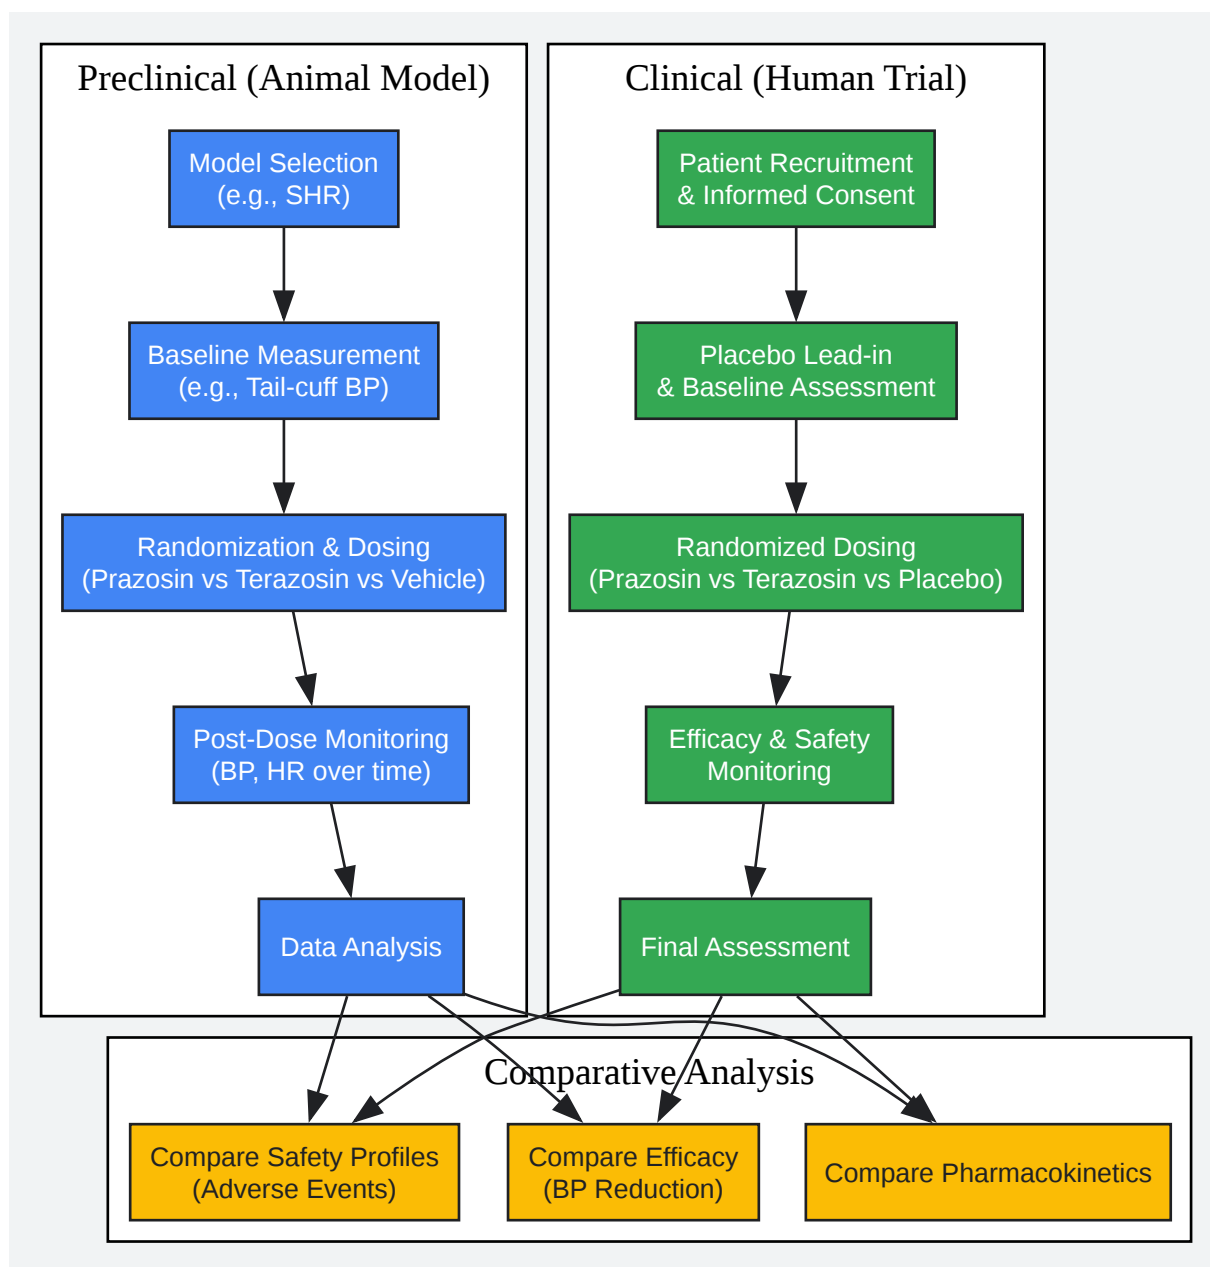 Preclinical (Animal Model)
Model Selection
(e.g., SHR)
Baseline Measurement
(e.g., Tail-cuff BP)
Randomization & Dosing
(Prazosin vs Terazosin vs Vehicle)
Post-Dose Monitoring
(BP, HR over time)
Data Analysis
Clinical (Human Trial)
Patient Recruitment
& Informed Consent
Placebo Lead-in
& Baseline Assessment
Randomized Dosing
(Prazosin vs Terazosin vs Placebo)
Efficacy & Safety
Monitoring
Final Assessment
Comparative Analysis
Compare Safety Profiles
(Adverse Events)
Compare Efficacy
(BP Reduction)
Compare Pharmacokinetics